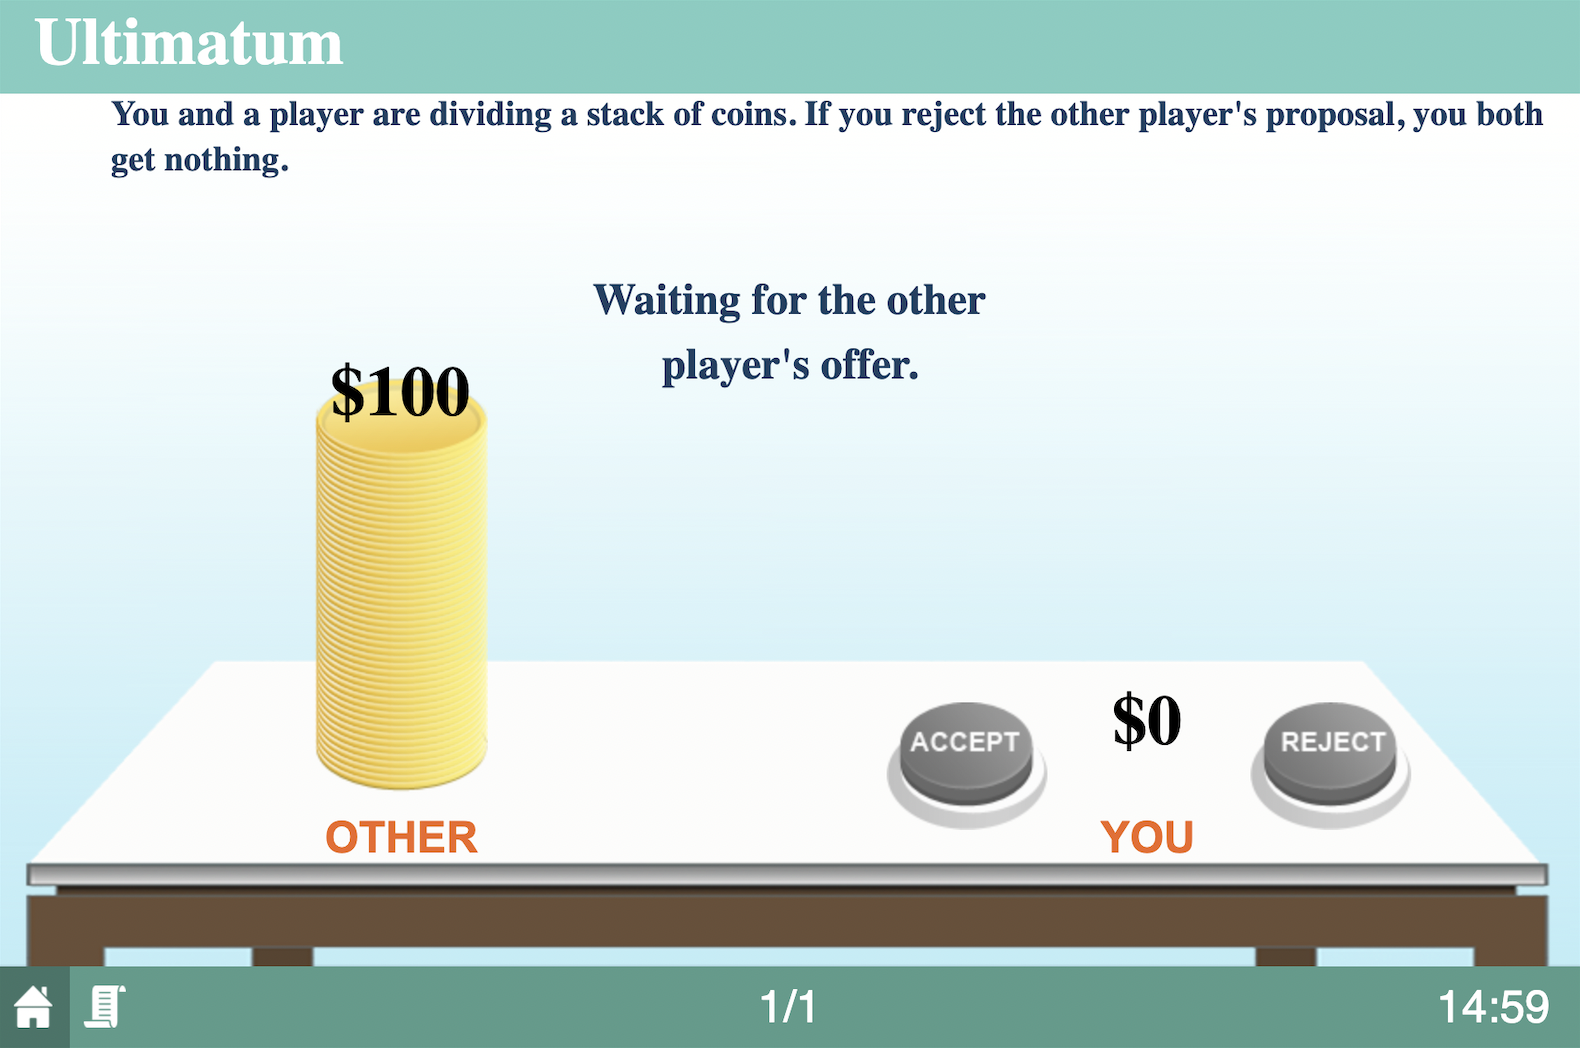 Ultimatum
You and a player are dividing a stack of coins. If you reject the other player's proposal, you both
get nothing.
Waiting for the other
player's offer.
$100
$0
ACCEPT
REJECT
OTHER
YOU
1/1
14:59